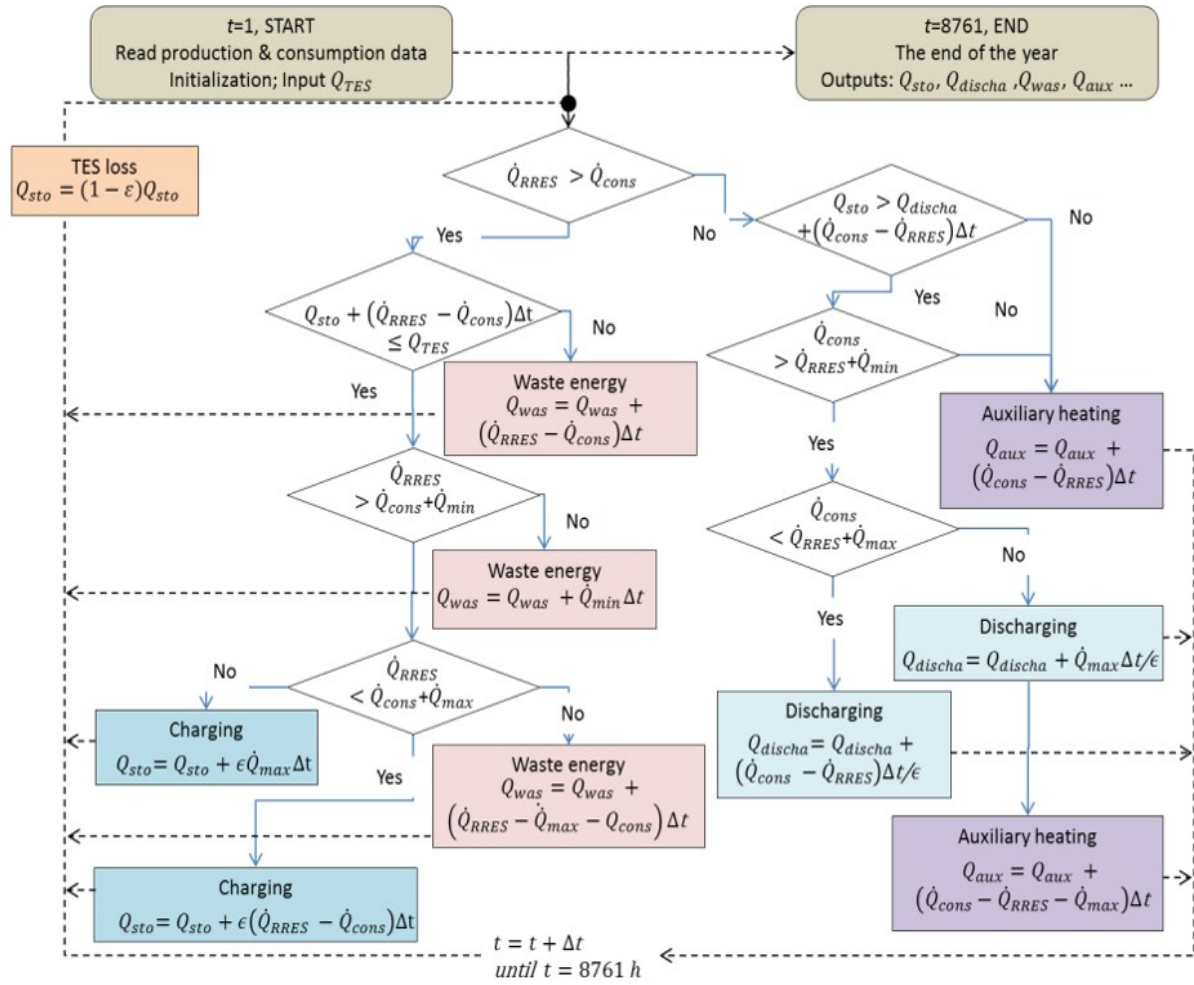 t=1, START
Read production & consumption data
Initialization; Input Q_TES
t=8761, END
The end of the year
Outputs: Q_sto, Q_discha ,Q_was, Q_aux ...
TES loss
Q_sto = (1 − ε)Q_sto
Q̇_RRES > Q̇_cons
Yes
No
Q_sto > Q_discha
+(Q̇_cons − Q̇_RRES)Δt
No
Yes
No
Q_sto + (Q̇_RRES − Q̇_cons)Δt
≤ Q_TES
No
Yes
Q̇_cons
> Q̇_RRES+Q̇_min
Waste energy
Q_was = Q_was +
(Q̇_RRES − Q̇_cons)Δt
Auxiliary heating
Q_aux = Q_aux +
(Q̇_cons − Q̇_RRES)Δt
Yes
Q̇_RRES
> Q̇_cons+Q̇_min
No
Q̇_cons
< Q̇_RRES+Q̇_max
No
Yes
Waste energy
Q_was = Q_was + Q̇_min Δt
Discharging
Q_discha= Q_discha + Q̇_max Δt/ϵ
Q̇_RRES
< Q̇_cons+Q̇_max
No
No
Yes
Charging
Q_sto= Q_sto + ϵQ̇_max Δt
Discharging
Q_discha= Q_discha +
(Q̇_cons − Q̇_RRES)Δt/ϵ
Waste energy
Q_was = Q_was +
(Q̇_RRES − Q̇_max − Q_cons) Δt
Auxiliary heating
Q_aux = Q_aux +
(Q̇_cons − Q̇_RRES − Q̇_max)Δt
Charging
Q_sto= Q_sto + ϵ(Q̇_RRES − Q̇_cons)Δt
t = t + Δt
until t = 8761 h